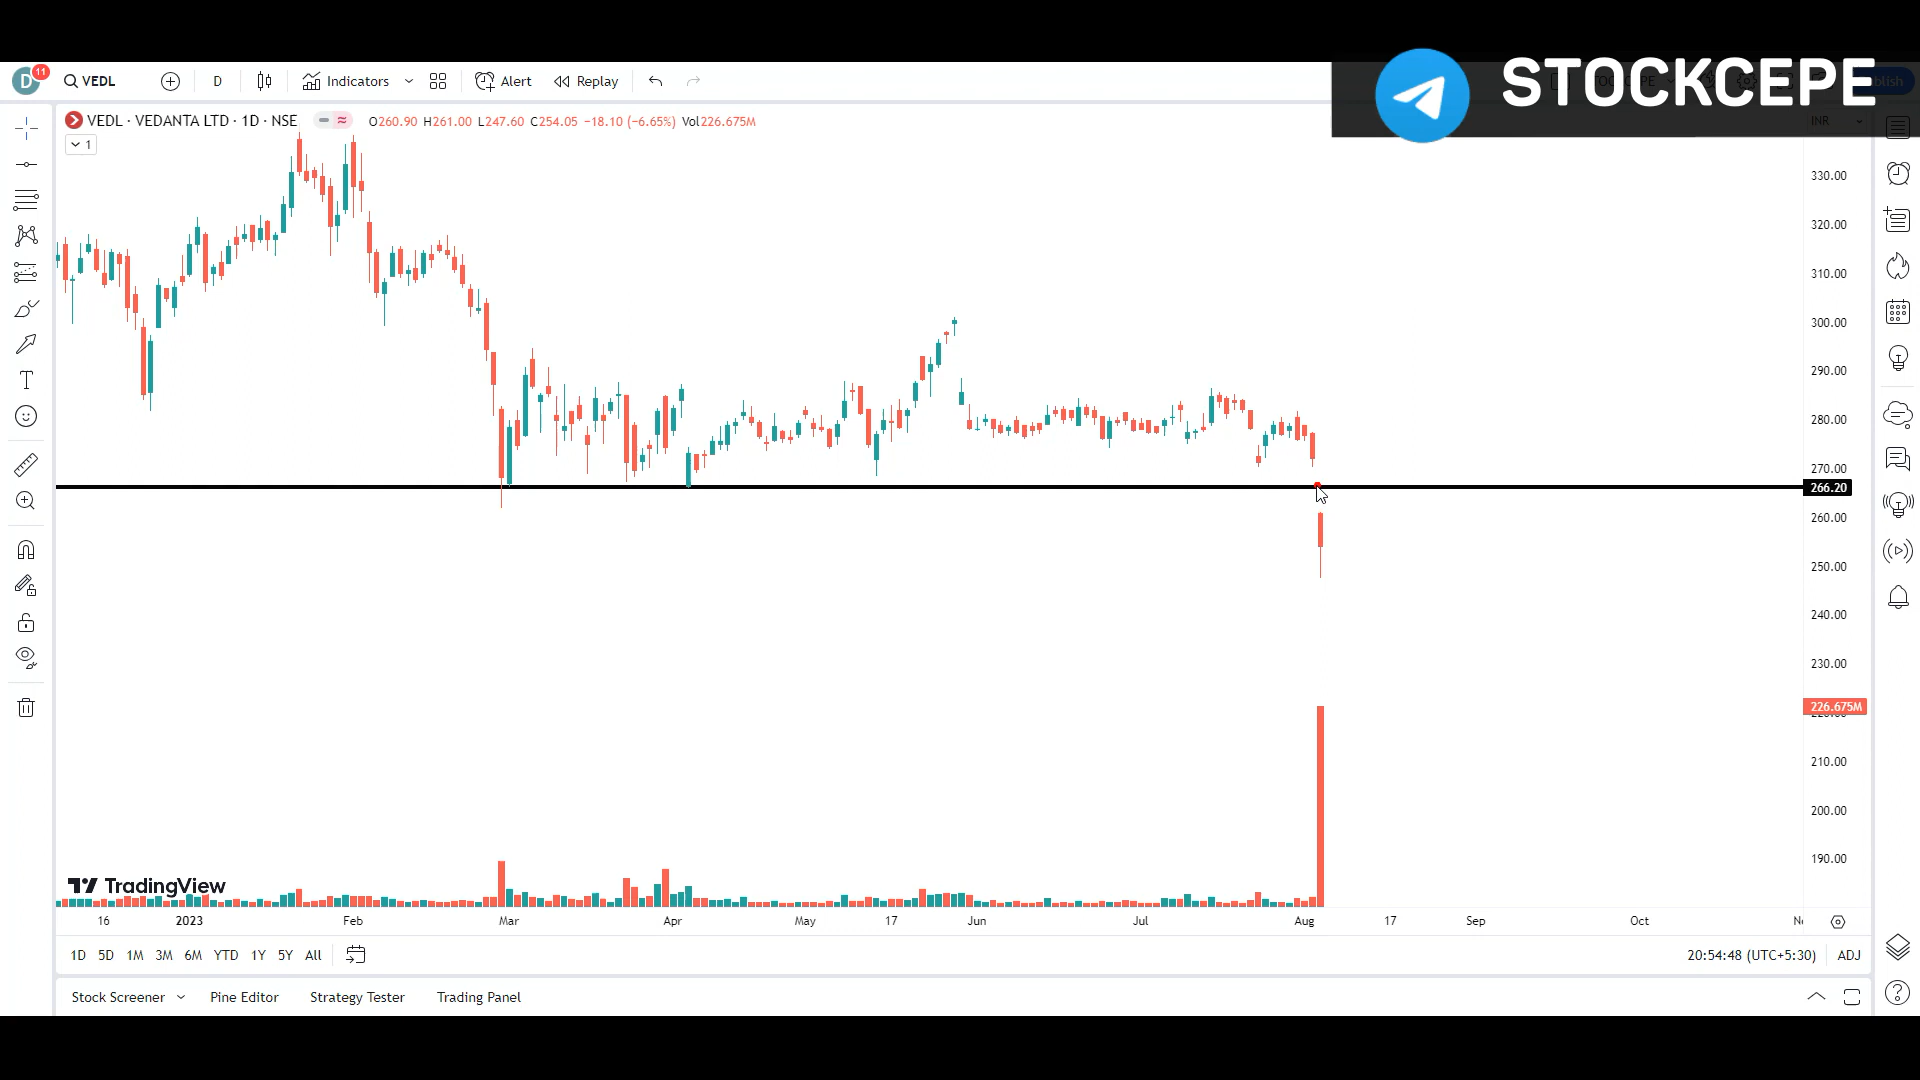 STOCKCEPE
D 11 VEDL D Indicators Alert Replay
VEDL · VEDANTA LTD · 1D · NSE O260.90 H261.00 L247.60 C254.05 −18.10 (−6.65%) Vol226.675M INR
1
330.00
320.00
310.00
300.00
290.00
280.00
270.00
266.20
260.00
250.00
240.00
230.00
226.675M
210.00
200.00
190.00
TradingView
16 2023 Feb Mar Apr May 17 Jun Jul Aug 17 Sep Oct
1D 5D 1M 3M 6M YTD 1Y 5Y All 20:54:48 (UTC+5:30) ADJ
Stock Screener Pine Editor Strategy Tester Trading Panel